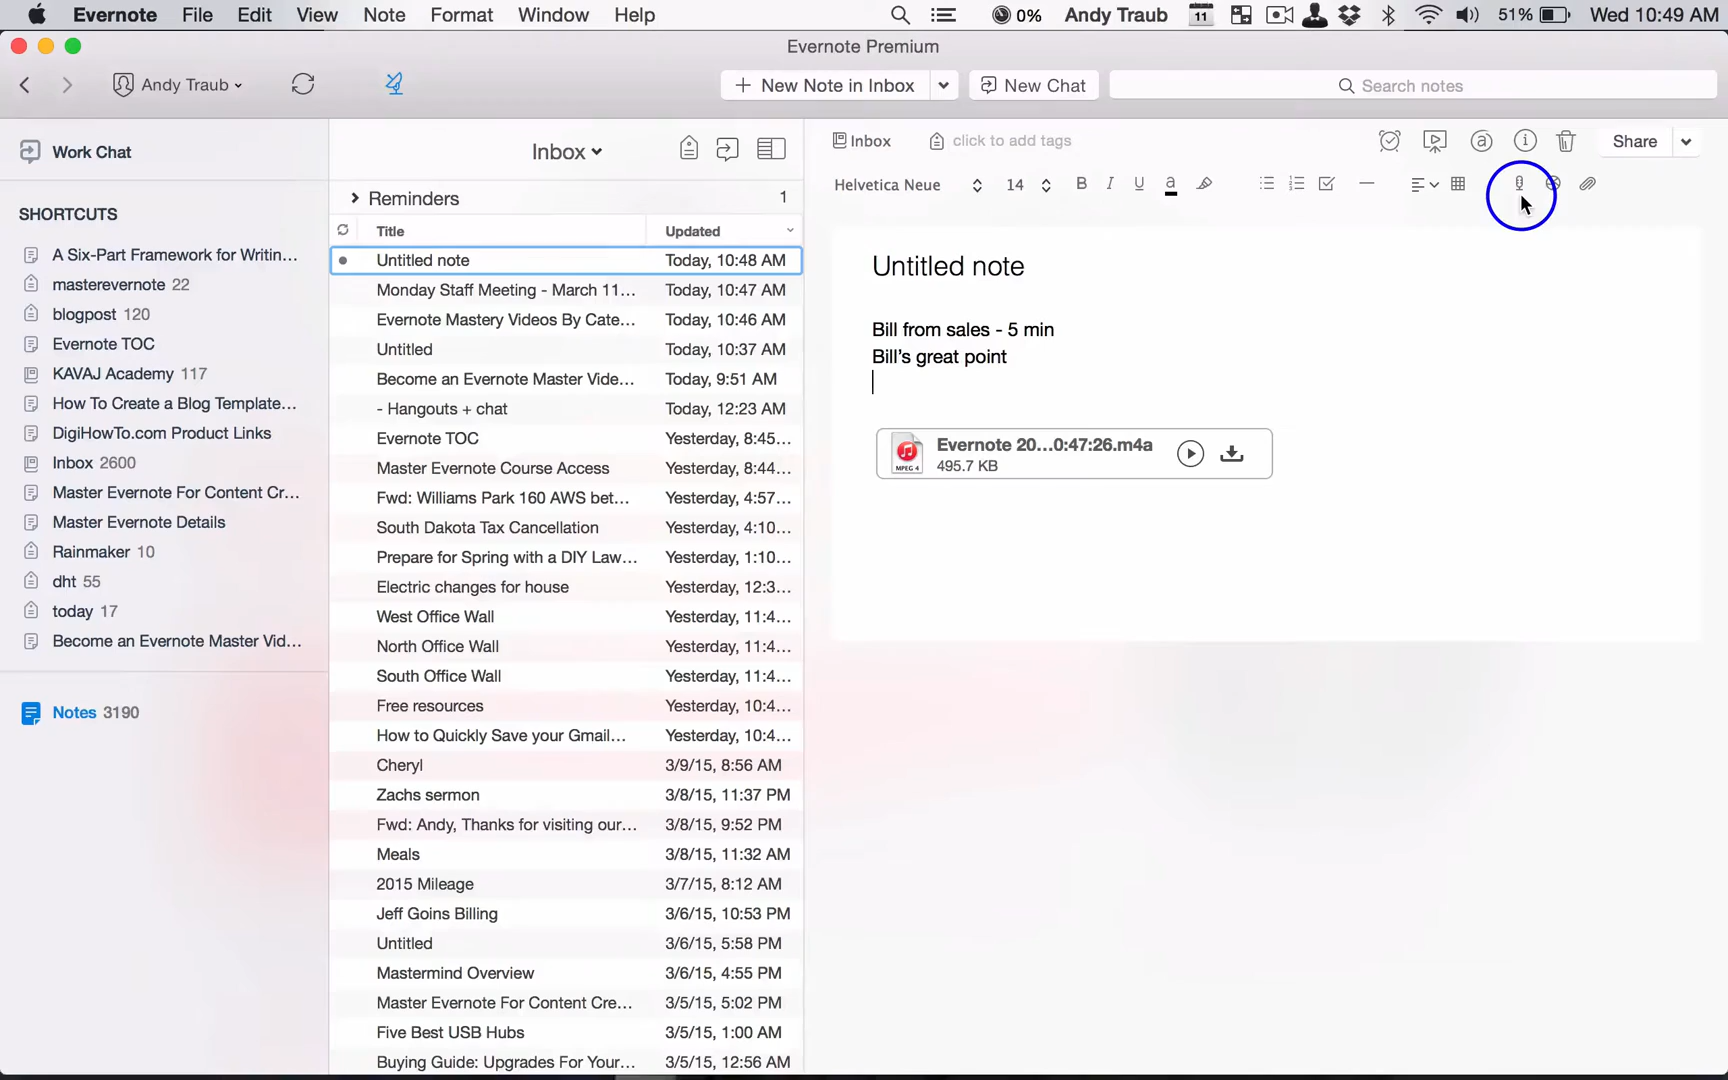 Evernote File Edit View Note Format Window Help 0% Andy Traub 11 51% Wed 10:49 AM
Evernote Premium
Andy Traub New Note in Inbox New Chat Search notes
Work Chat
SHORTCUTS
A Six-Part Framework for Writin...
masterevernote 22
blogpost 120
Evernote TOC
KAVAJ Academy 117
How To Create a Blog Template...
DigiHowTo.com Product Links
Inbox 2600
Master Evernote For Content Cr...
Master Evernote Details
Rainmaker 10
dht 55
today 17
Become an Evernote Master Vid...
Notes 3190
Inbox
Reminders 1
Title Updated
Untitled note Today, 10:48 AM
Monday Staff Meeting - March 11... Today, 10:47 AM
Evernote Mastery Videos By Cate... Today, 10:46 AM
Untitled Today, 10:37 AM
Become an Evernote Master Vide... Today, 9:51 AM
- Hangouts + chat Today, 12:23 AM
Evernote TOC Yesterday, 8:45...
Master Evernote Course Access Yesterday, 8:44...
Fwd: Williams Park 160 AWS bet... Yesterday, 4:57...
South Dakota Tax Cancellation Yesterday, 4:10...
Prepare for Spring with a DIY Law... Yesterday, 1:10...
Electric changes for house Yesterday, 12:3...
West Office Wall Yesterday, 11:4...
North Office Wall Yesterday, 11:4...
South Office Wall Yesterday, 11:4...
Free resources Yesterday, 10:4...
How to Quickly Save your Gmail... Yesterday, 10:4...
Cheryl 3/9/15, 8:56 AM
Zachs sermon 3/8/15, 11:37 PM
Fwd: Andy, Thanks for visiting our... 3/8/15, 9:52 PM
Meals 3/8/15, 11:32 AM
2015 Mileage 3/7/15, 8:12 AM
Jeff Goins Billing 3/6/15, 10:53 PM
Untitled 3/6/15, 5:58 PM
Mastermind Overview 3/6/15, 4:55 PM
Master Evernote For Content Cre... 3/5/15, 5:02 PM
Five Best USB Hubs 3/5/15, 1:00 AM
Buying Guide: Upgrades For Your... 3/5/15, 12:56 AM
Inbox click to add tags Share
Helvetica Neue 14 B I U a
Untitled note
Bill from sales - 5 min
Bill's great point
Evernote 20...0:47:26.m4a
MPEG 4 495.7 KB